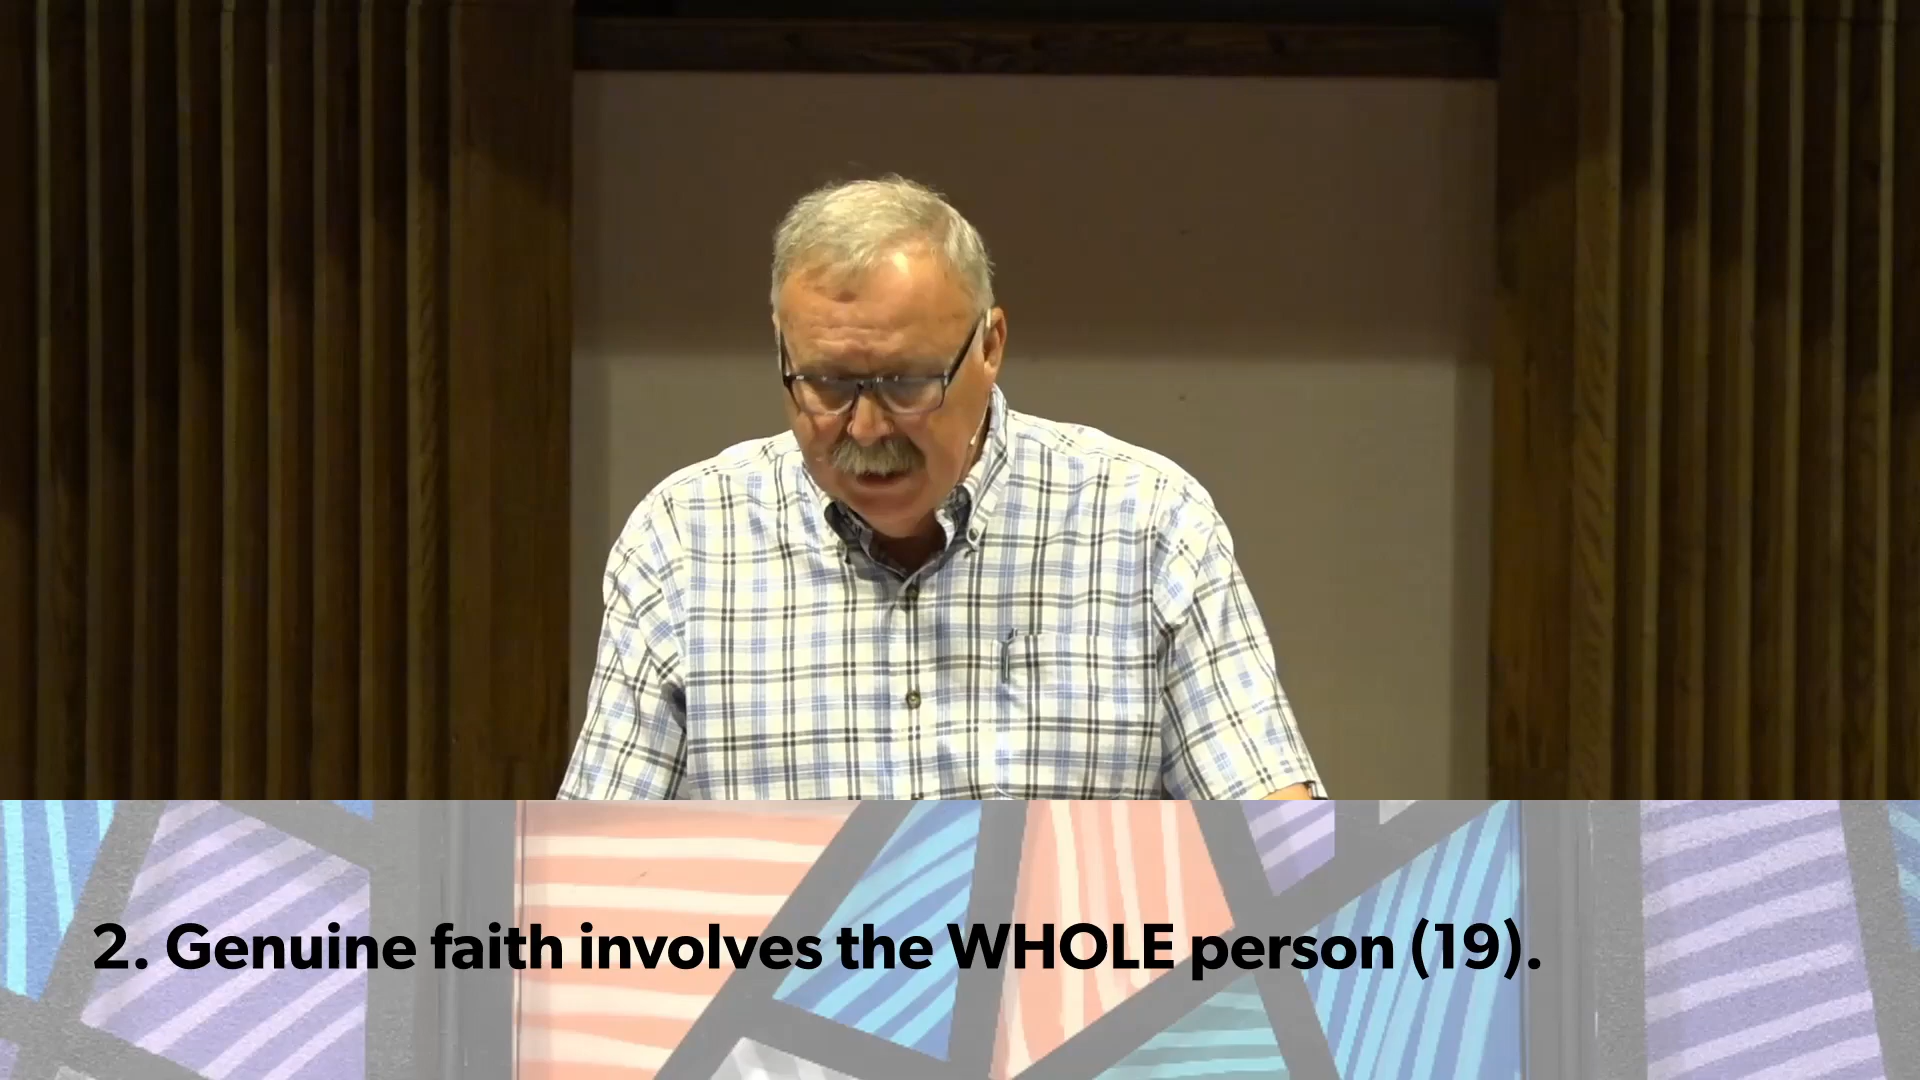 2. Genuine faith involves the WHOLE person (19).